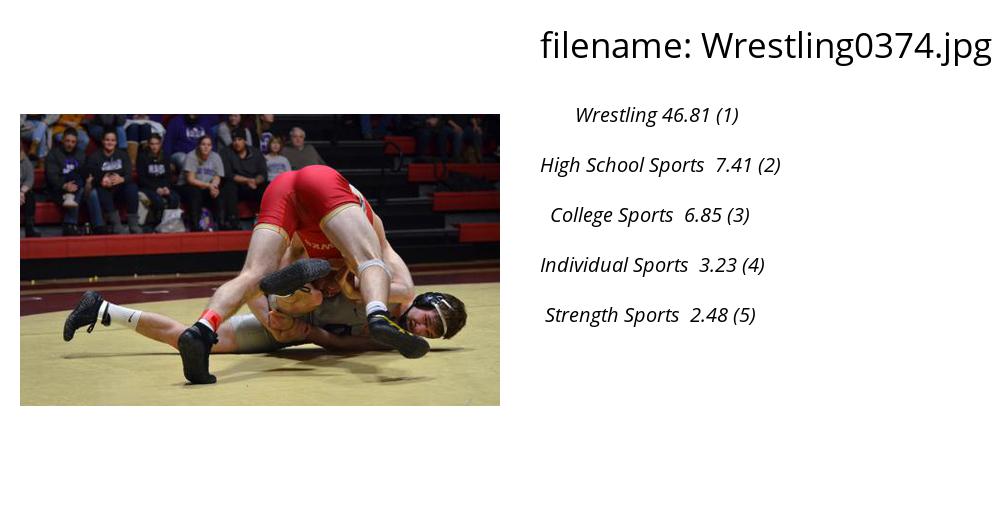 filename: Wrestling0374.jpg
Wrestling 46.81 (1)
High School Sports 7.41 (2)
College Sports 6.85 (3)
Individual Sports 3.23 (4)
Strength Sports 2.48 (5)